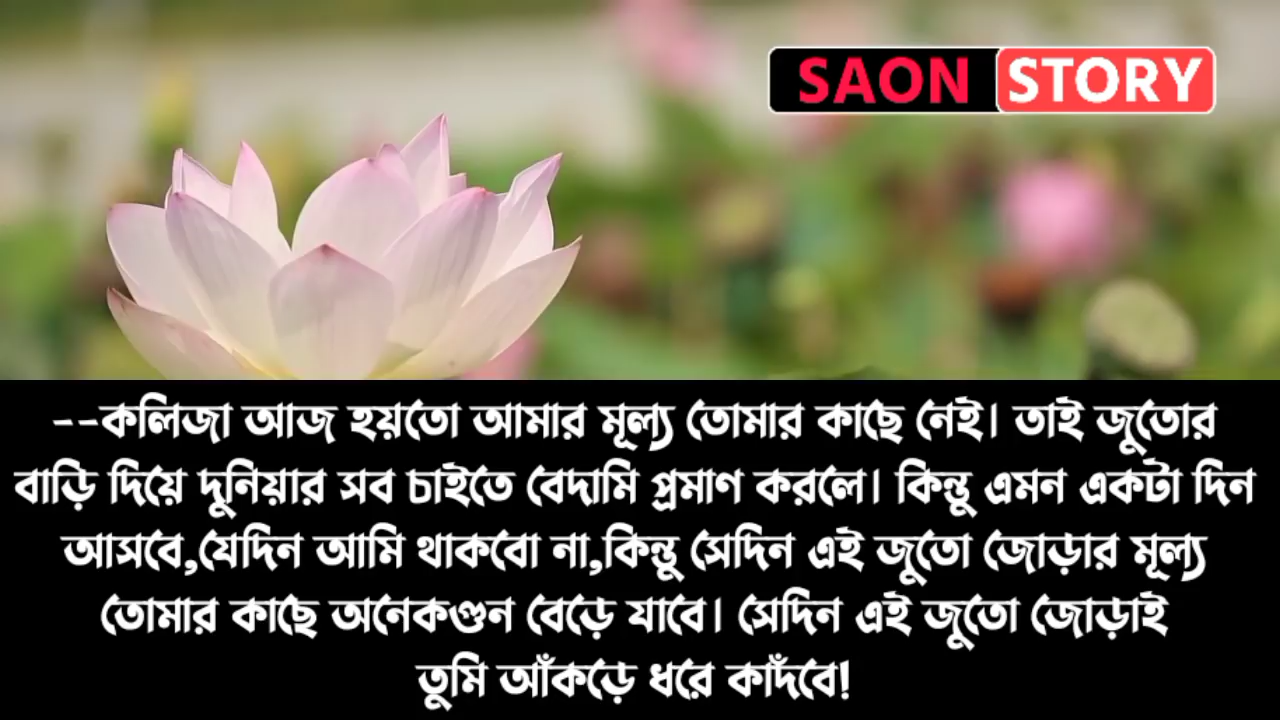 SAON STORY
--কলিজা আজ হয়তো আমার মূল্য তোমার কাছে নেই। তাই জুতোর
বাড়ি দিয়ে দুনিয়ার সব চাইতে বেদামি প্রমাণ করলে। কিন্তু এমন একটা দিন
আসবে,যেদিন আমি থাকবো না,কিন্তু সেদিন এই জুতো জোড়ার মূল্য
তোমার কাছে অনেকগুন বেড়ে যাবে। সেদিন এই জুতো জোড়াই
তুমি আঁকড়ে ধরে কাদঁবে!